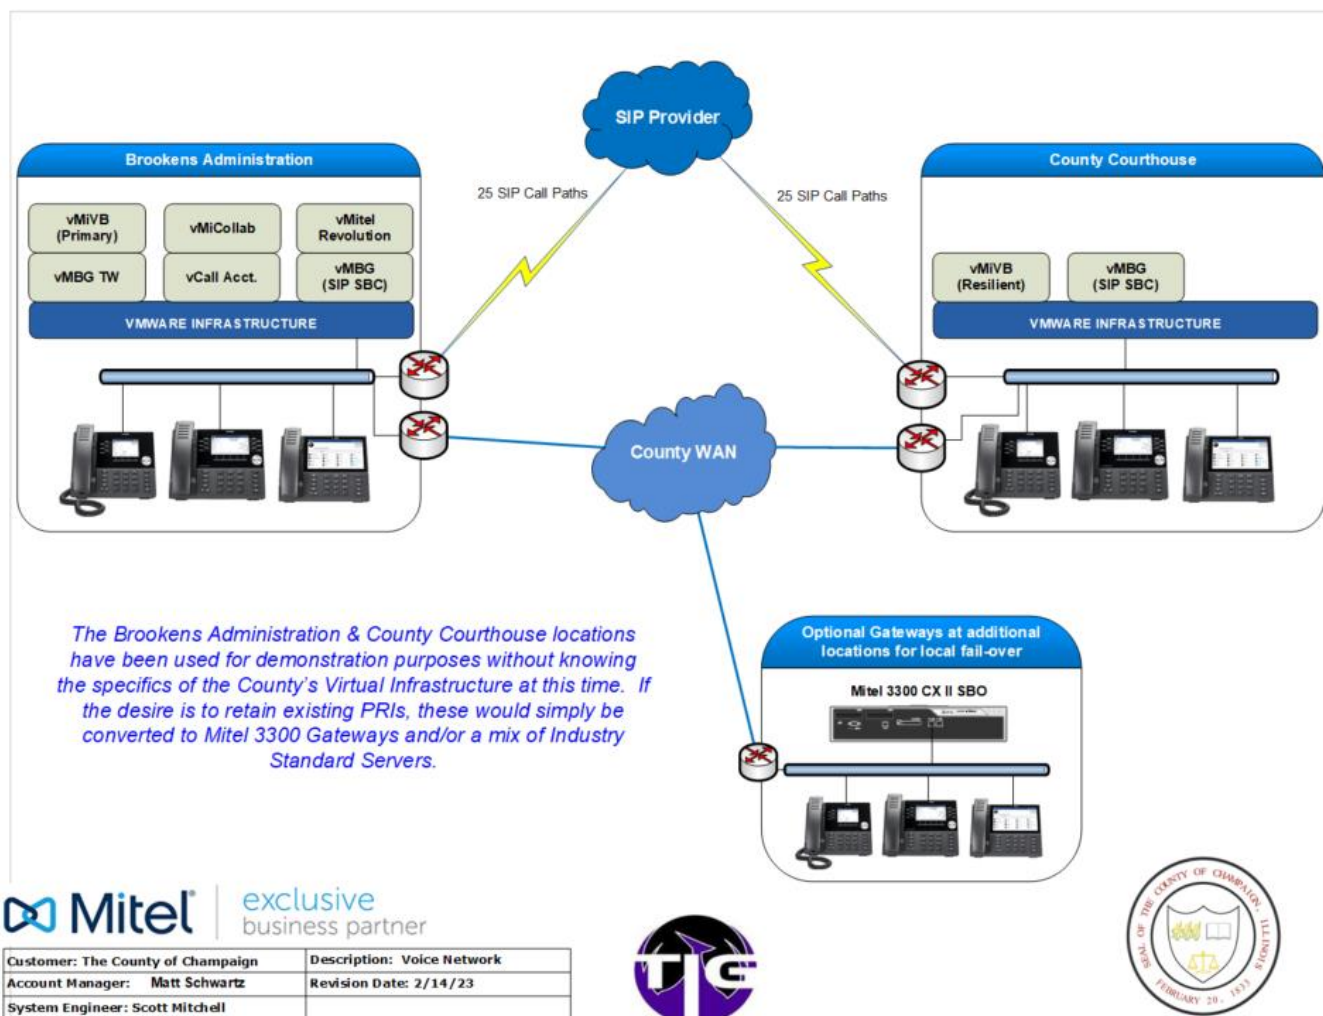 SIP Provider
Brookens Administration
25 SIP Call Paths
25 SIP Call Paths
County Courthouse
vMiVB
(Primary)
vMiCollab
vMitel
Revolution
vMBG TW
vCall Acct.
vMBG
(SIP SBC)
VMWARE INFRASTRUCTURE
vMiVB
(Resilient)
vMBG
(SIP SBC)
VMWARE INFRASTRUCTURE
County WAN
The Brookens Administration & County Courthouse locations
have been used for demonstration purposes without knowing
the specifics of the County's Virtual Infrastructure at this time.  If
the desire is to retain existing PRIs, these would simply be
converted to Mitel 3300 Gateways and/or a mix of Industry
Standard Servers.
Optional Gateways at additional
locations for local fail-over
Mitel 3300 CX II SBO
Mitel®
exclusive
business partner
Customer: The County of Champaign
Description: Voice Network
Account Manager: Matt Schwartz
Revision Date: 2/14/23
System Engineer: Scott Mitchell
TIG
SEAL OF THE COUNTY OF CHAMPAIGN, ILLINOIS
FEBRUARY 20, 1833